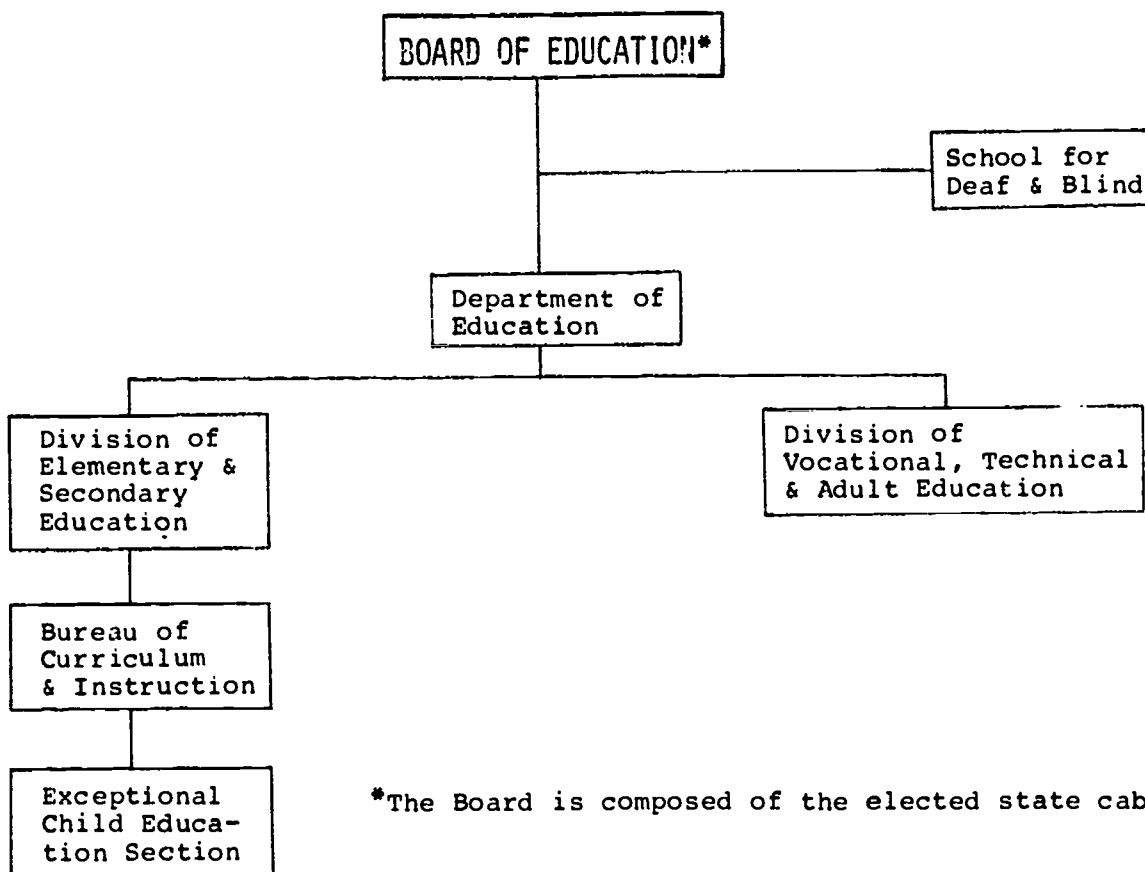 BOARD OF EDUCATION*
School for
Deaf & Blind
Department of
Education
Division of
Elementary &
Secondary
Education
Division of
Vocational, Technical
& Adult Education
Bureau of
Curriculum
& Instruction
Exceptional
Child Educa-
tion Section
*The Board is composed of the elected state cab